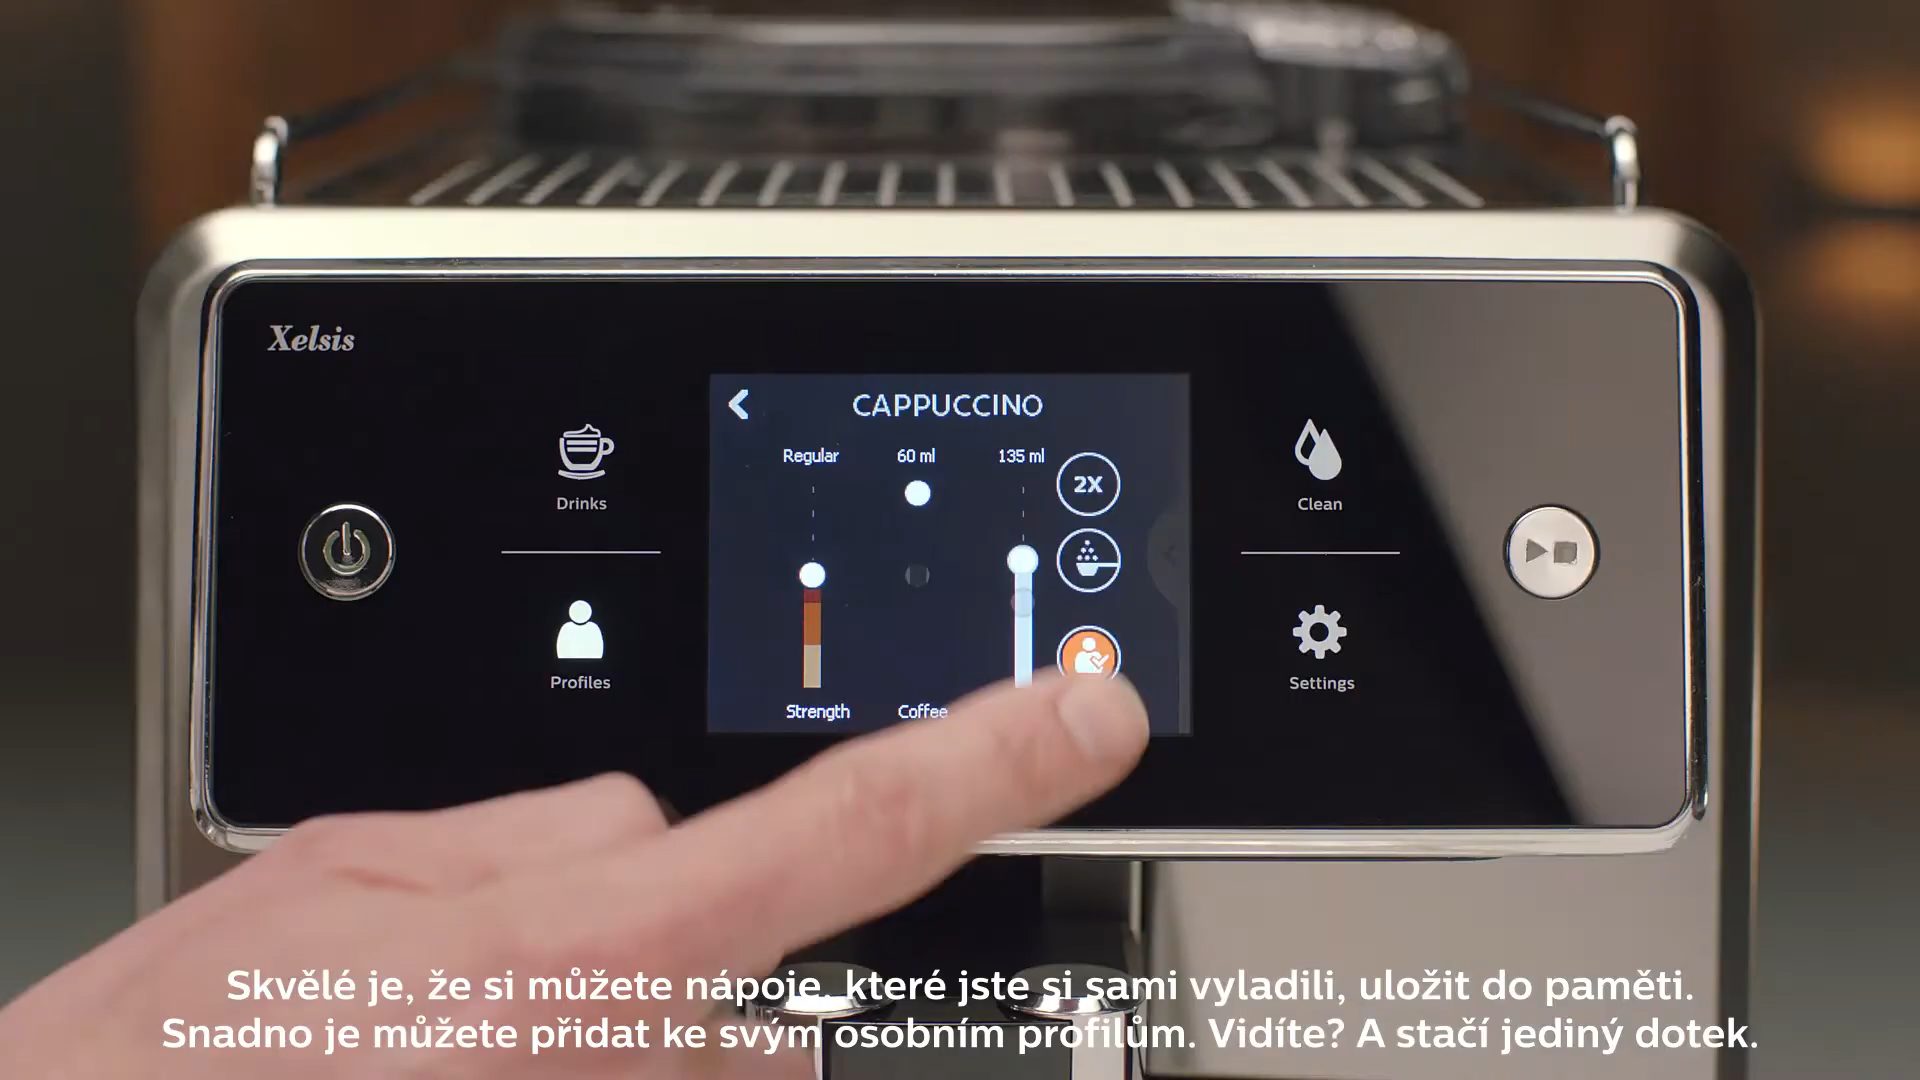 Xelsis
CAPPUCCINO
Regular
60 ml
135 ml
2X
Drinks
Clean
Profiles
Settings
Strength
Coffee
Skvělé je, že si můžete nápoje, které jste si sami vyladili, uložit do paměti.
Snadno je můžete přidat ke svým osobním profilům. Vidíte? A stačí jediný dotek.